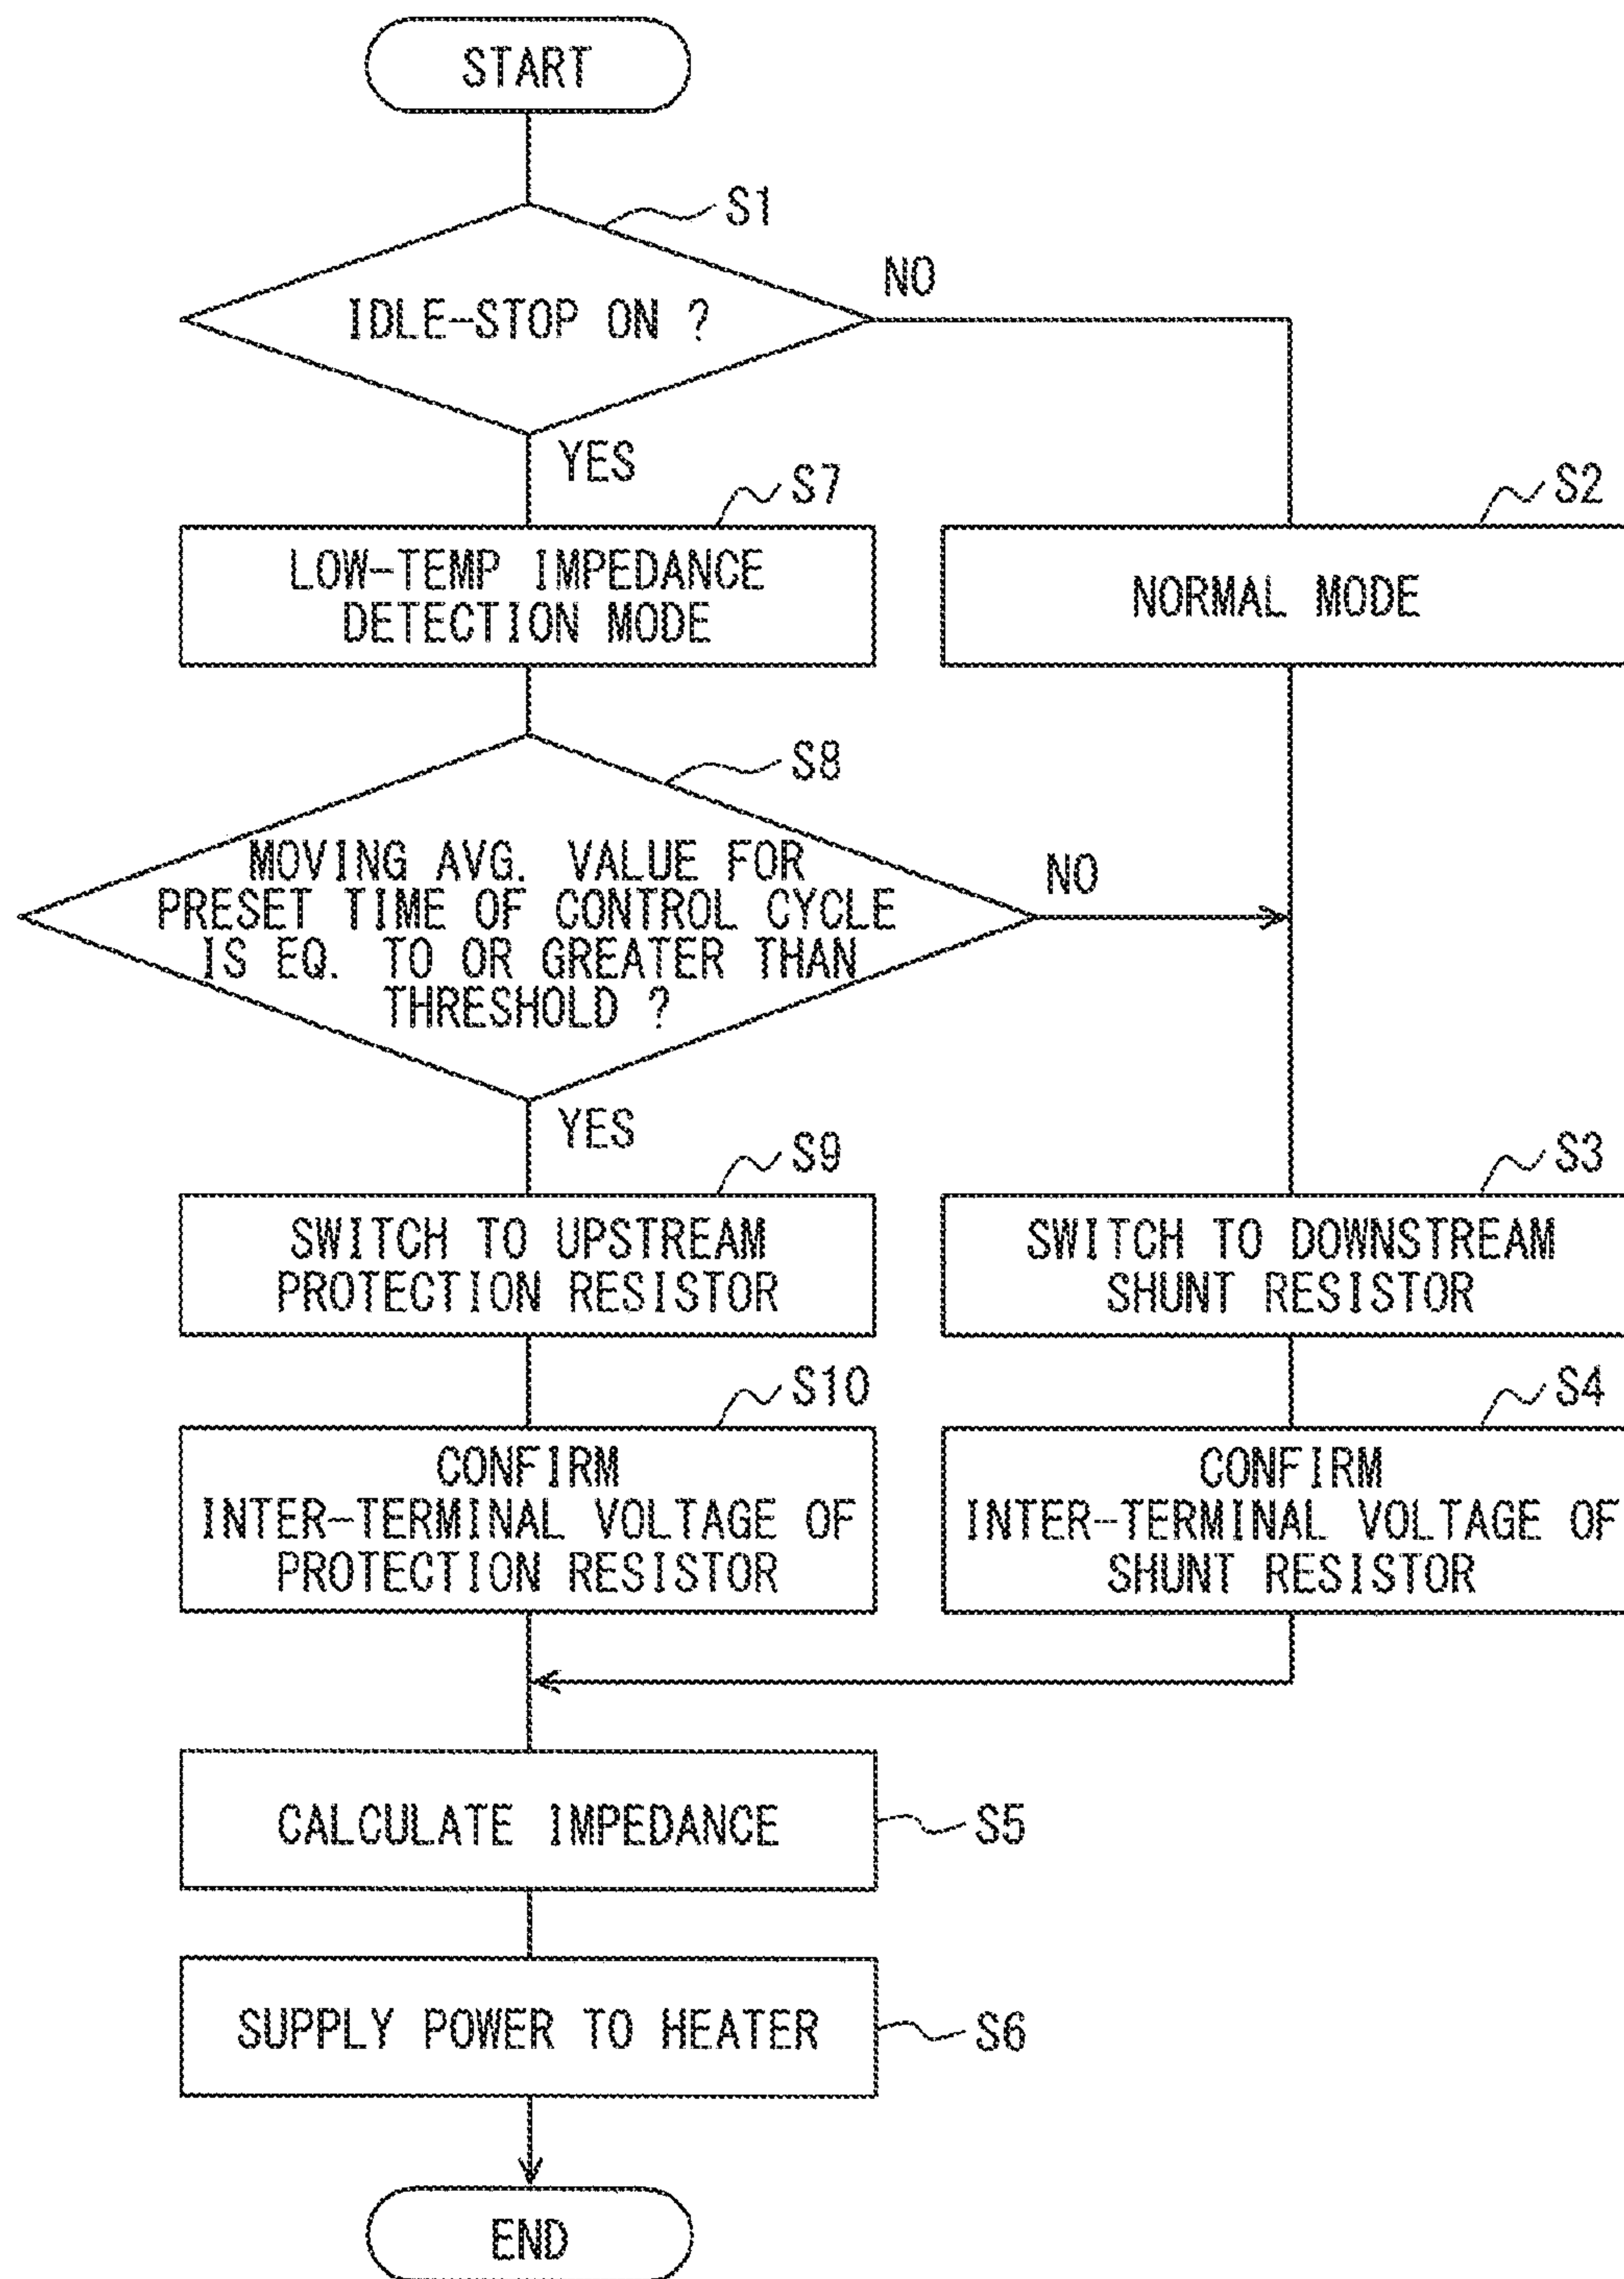 START
S1
IDLE-STOP ON ?
NO
YES
S7
LOW-TEMP IMPEDANCE
DETECTION MODE
S2
NORMAL MODE
S8
MOVING AVG. VALUE FOR
PRESET TIME OF CONTROL CYCLE
IS EQ. TO OR GREATER THAN
THRESHOLD ?
NO
YES
S9
SWITCH TO UPSTREAM
PROTECTION RESISTOR
S3
SWITCH TO DOWNSTREAM
SHUNT RESISTOR
S10
CONFIRM
INTER-TERMINAL VOLTAGE OF
PROTECTION RESISTOR
S4
CONFIRM
INTER-TERMINAL VOLTAGE OF
SHUNT RESISTOR
CALCULATE IMPEDANCE
S5
SUPPLY POWER TO HEATER
S6
END